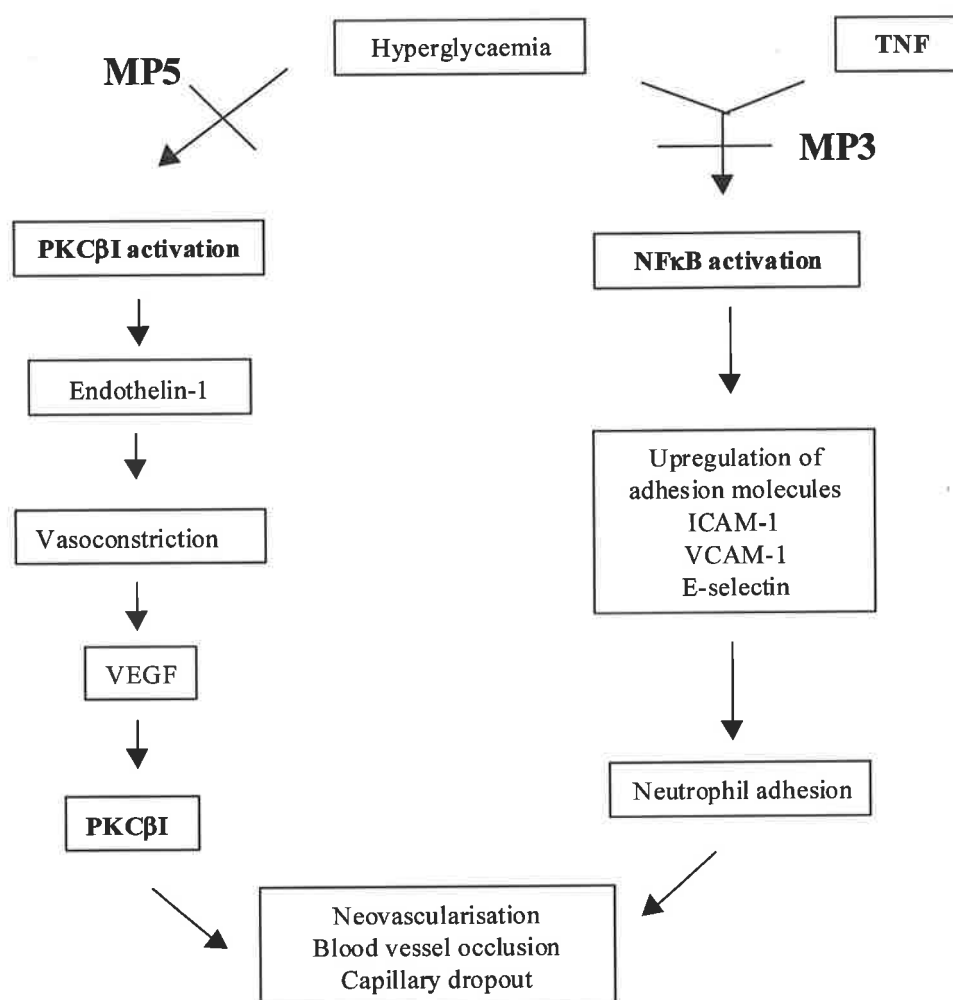 Hyperglycaemia
TNF
MP5
MP3
PKCβI activation
NFκB activation
Endothelin-1
Upregulation of
adhesion molecules
ICAM-1
VCAM-1
E-selectin
Vasoconstriction
VEGF
Neutrophil adhesion
PKCβI
Neovascularisation
Blood vessel occlusion
Capillary dropout